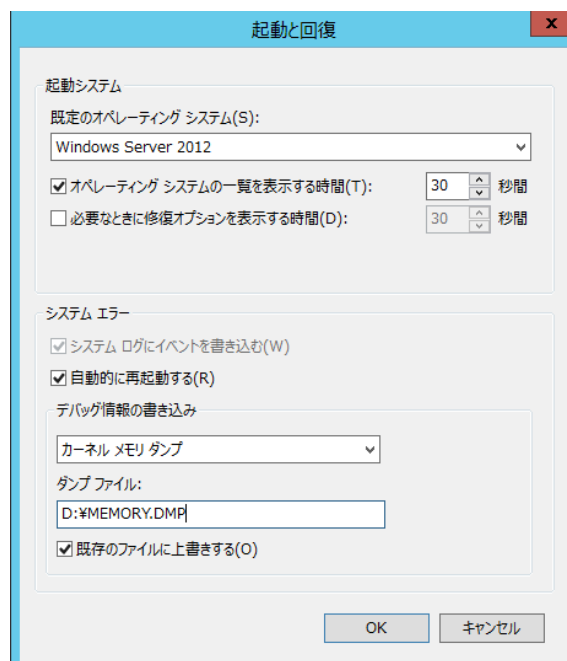 起動と回復
x
起動システム
既定のオペレーティング システム(S):
Windows Server 2012
オペレーティング システムの一覧を表示する時間(T): 30 秒間
必要なときに修復オプションを表示する時間(D): 30 秒間
システム エラー
システム ログにイベントを書き込む(W)
自動的に再起動する(R)
デバッグ情報の書き込み
カーネル メモリ ダンプ
ダンプ ファイル:
D:¥MEMORY.DMP
既存のファイルに上書きする(O)
OK キャンセル